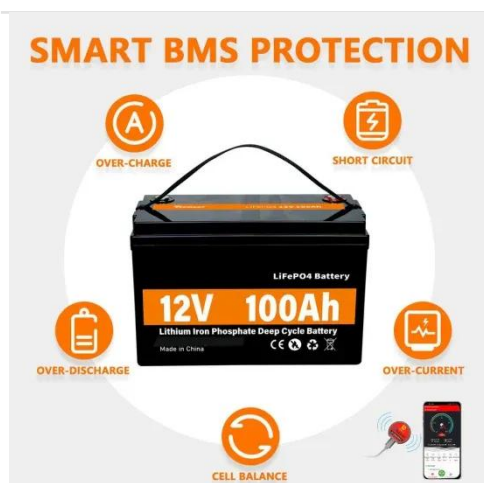 SMART BMS PROTECTION
A
OVER-CHARGE
SHORT CIRCUIT
LiFePO4 Battery
12V 100Ah
Lithium Iron Phosphate Deep Cycle Battery
Made in China
CE
OVER-DISCHARGE
OVER-CURRENT
CELL BALANCE